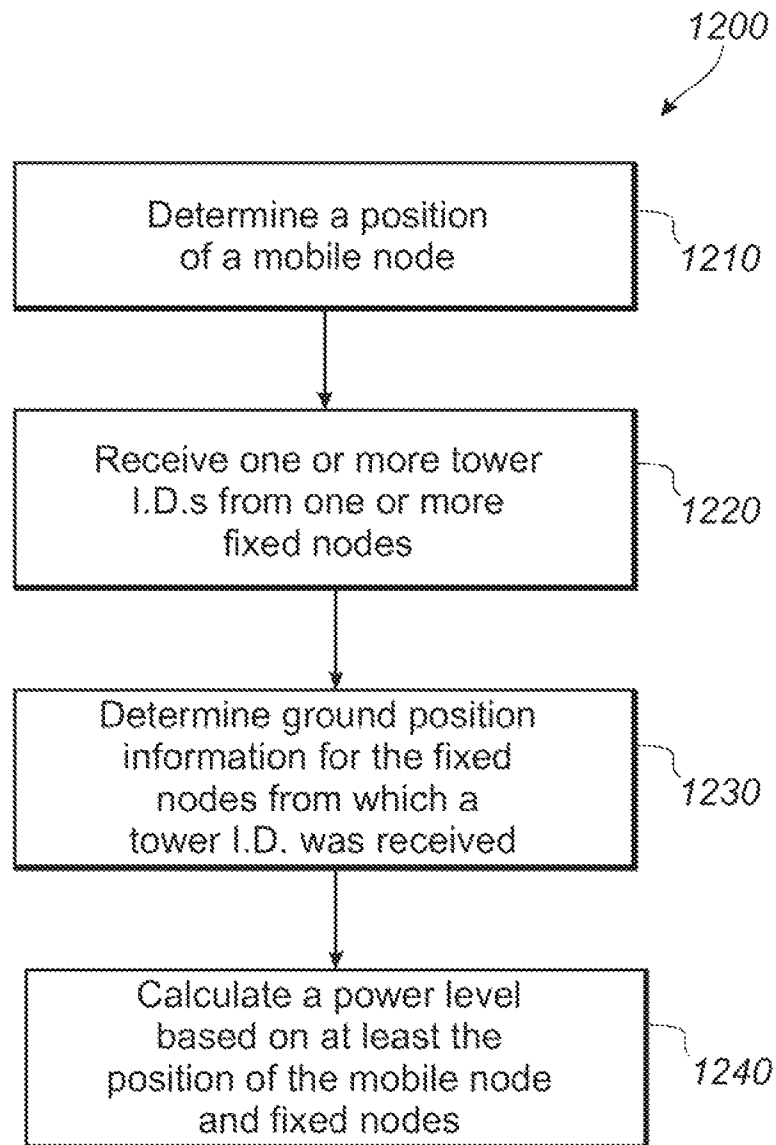 1200
Determine a position
of a mobile node
1210
Receive one or more tower
I.D.s from one or more
fixed nodes
1220
Determine ground position
information for the fixed
nodes from which a
tower I.D. was received
1230
Calculate a power level
based on at least the
position of the mobile node
and fixed nodes
1240